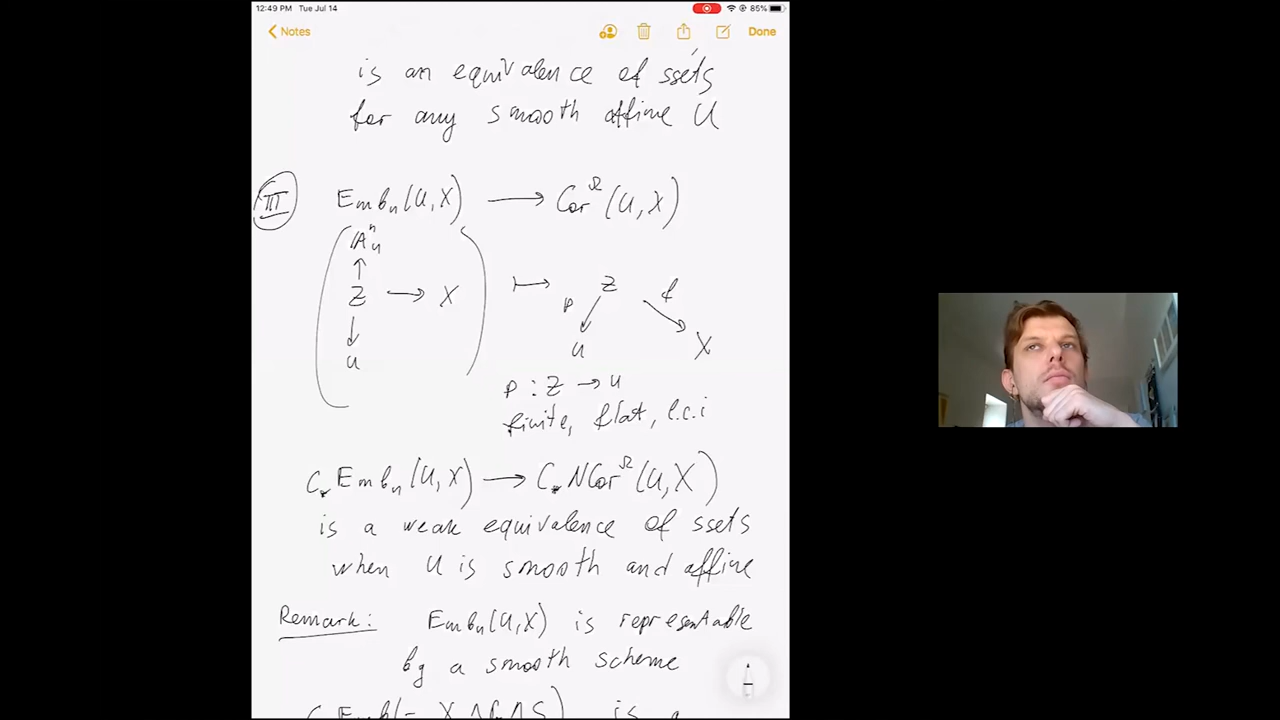 12:49 PM Tue Jul 14
85%
Notes
Done
is an equivalence of ssets
for any smooth affine U
III Emb_n(U,X) → Cor^Ω(U,X)
A^n_U
↑
Z → X ↦ Z
↓ p f
U U X
p : Z → U
finite, flat, l.c.i
C_* Emb_n(U,X) → C_* NCor^Ω(U,X)
is a weak equivalence of ssets
when U is smooth and affine
Remark: Emb_n(U,X) is representable
by a smooth scheme
is a